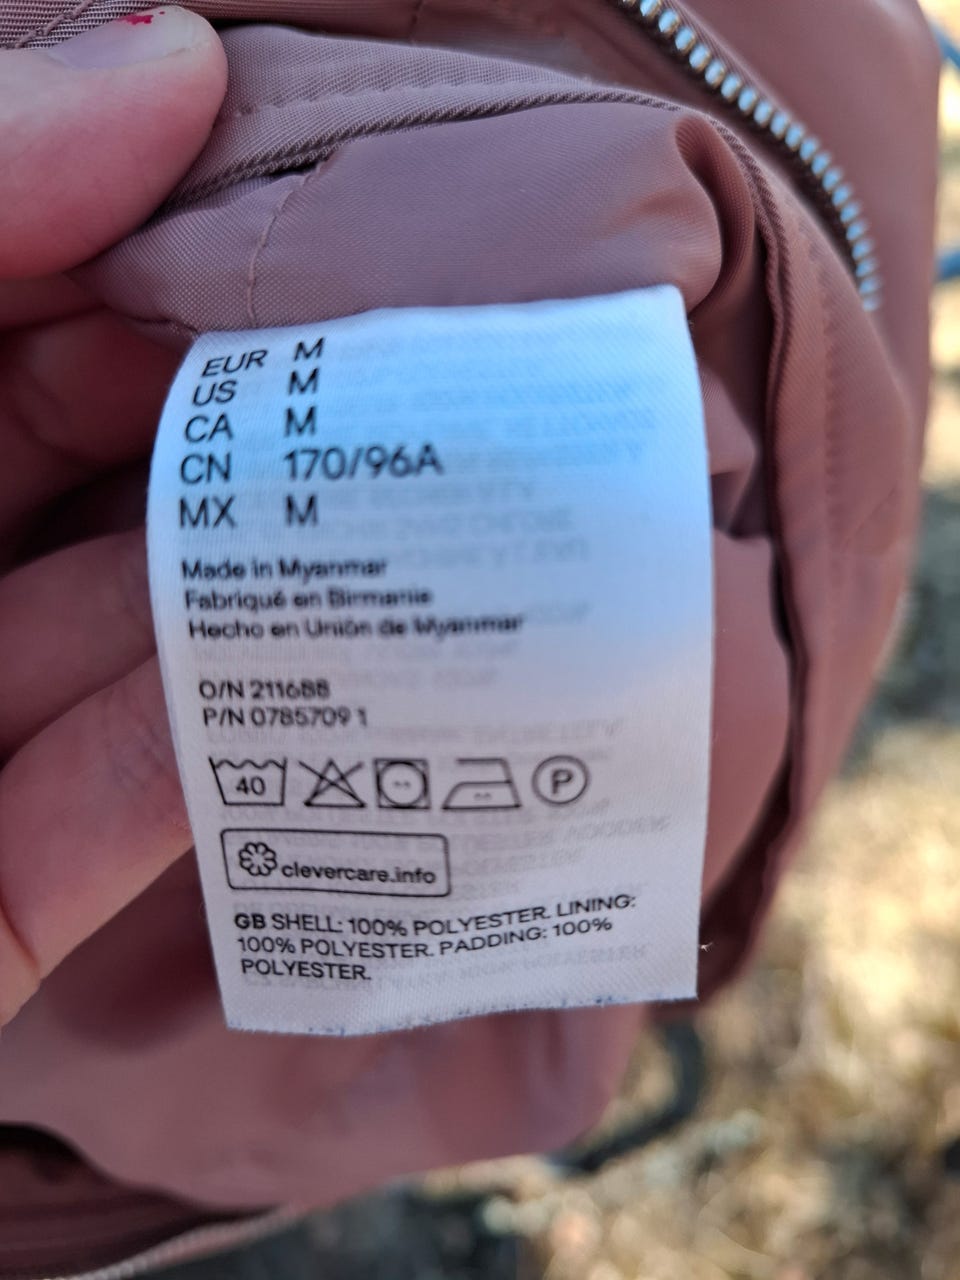 EUR M
US M
CA M
CN 170/96A
MX M
Made in Myanmar
Fabriqué en Birmanie
Hecho en Unión de Myanmar
O/N 211688
P/N 0785709 1
40
P
clevercare.info
GB SHELL: 100% POLYESTER. LINING:
100% POLYESTER. PADDING: 100%
POLYESTER.